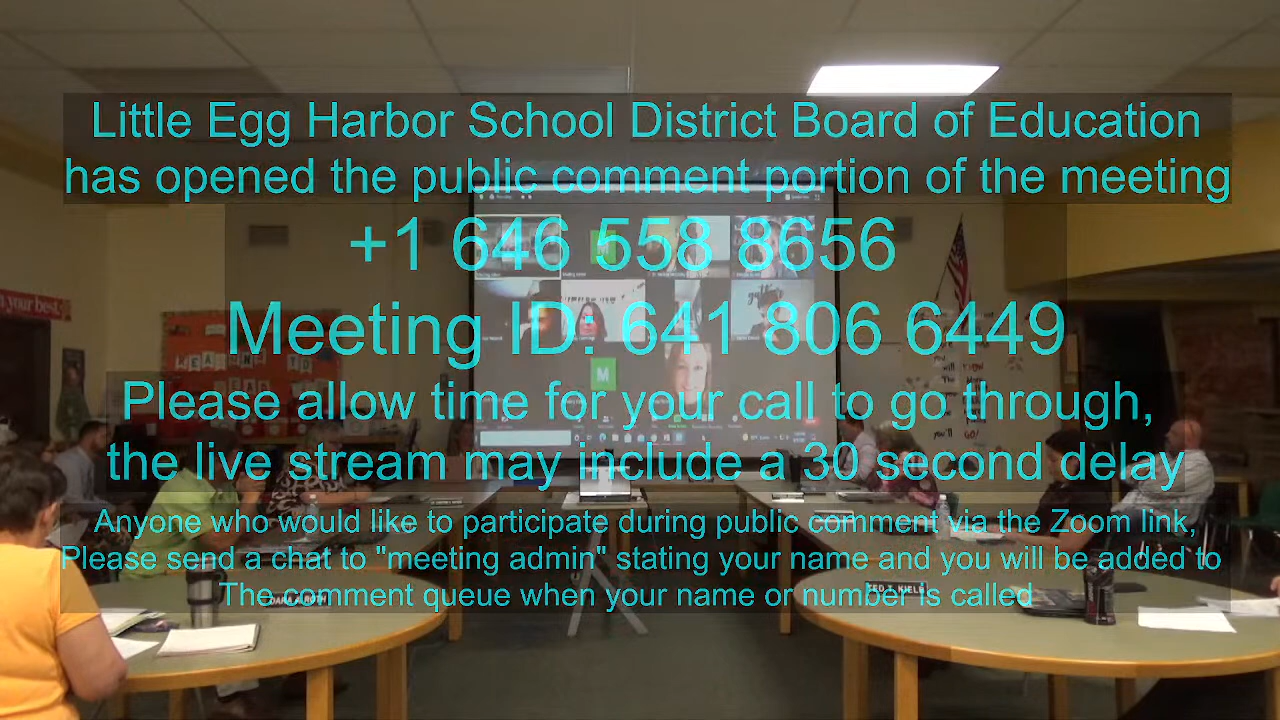 Little Egg Harbor School District Board of Education
has opened the public comment portion of the meeting
+1 646 558 8656
Meeting ID: 641 806 6449
Please allow time for your call to go through,
the live stream may include a 30 second delay
Anyone who would like to participate during public comment via the Zoom link,
Please send a chat to "meeting admin" stating your name and you will be added to
The comment queue when your name or number is called
your best!
M
M
TED T. KIELB